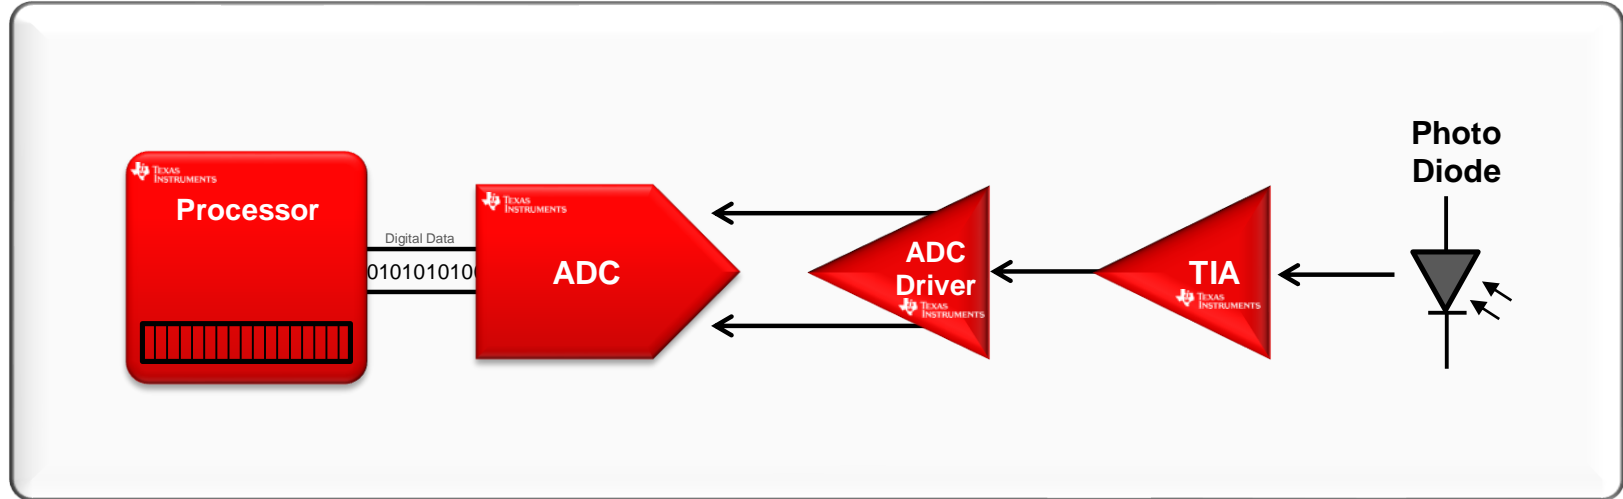 Photo
Diode
TEXAS
INSTRUMENTS
Processor
Digital Data
010101010
TEXAS
INSTRUMENTS
ADC
ADC
Driver
TEXAS
INSTRUMENTS
TIA
TEXAS
INSTRUMENTS